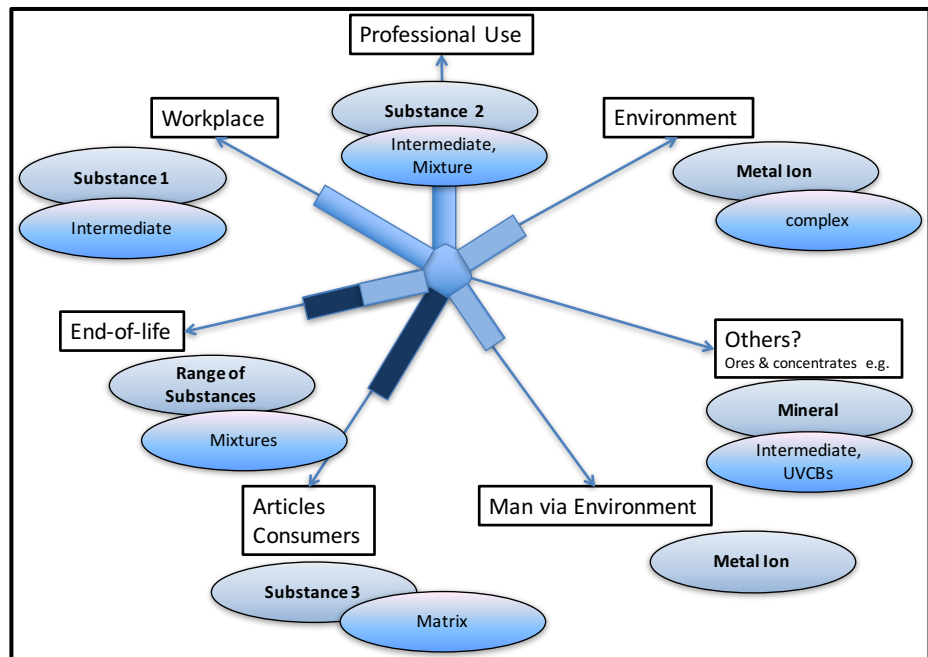 Professional Use
Substance 2
Intermediate,
Mixture
Workplace
Substance 1
Intermediate
Environment
Metal Ion
complex
End-of-life
Range of
Substances
Mixtures
Others?
Ores & concentrates e.g.
Mineral
Intermediate,
UVCBs
Articles
Consumers
Substance 3
Matrix
Man via Environment
Metal Ion